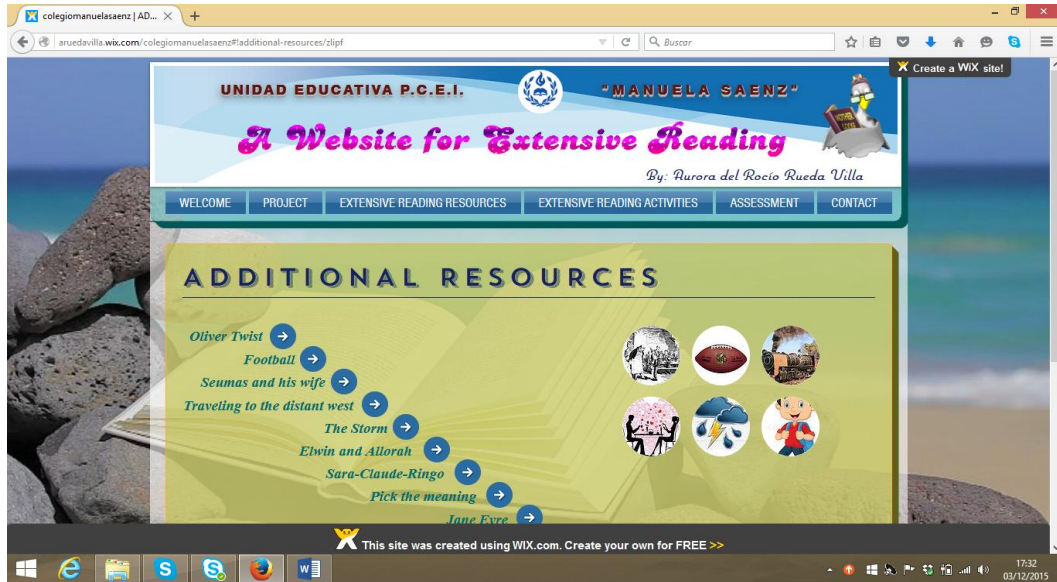 colegiomanuelasaenz | AD...
aruedavilla.wix.com/colegiomanuelasaenz#!additional-resources/zlipf
Buscar
Create a WiX site!
UNIDAD EDUCATIVA P.C.E.I. "MANUELA SAENZ"
A Website for Extensive Reading
By: Aurora del Rocío Rueda Villa
WELCOME PROJECT EXTENSIVE READING RESOURCES EXTENSIVE READING ACTIVITIES ASSESSMENT CONTACT
ADDITIONAL RESOURCES
Oliver Twist
Football
Seumas and his wife
Traveling to the distant west
The Storm
Elwin and Allorah
Sara-Claude-Ringo
Pick the meaning
Jane Eyre
This site was created using WIX.com. Create your own for FREE >>
17:32
03/12/2015